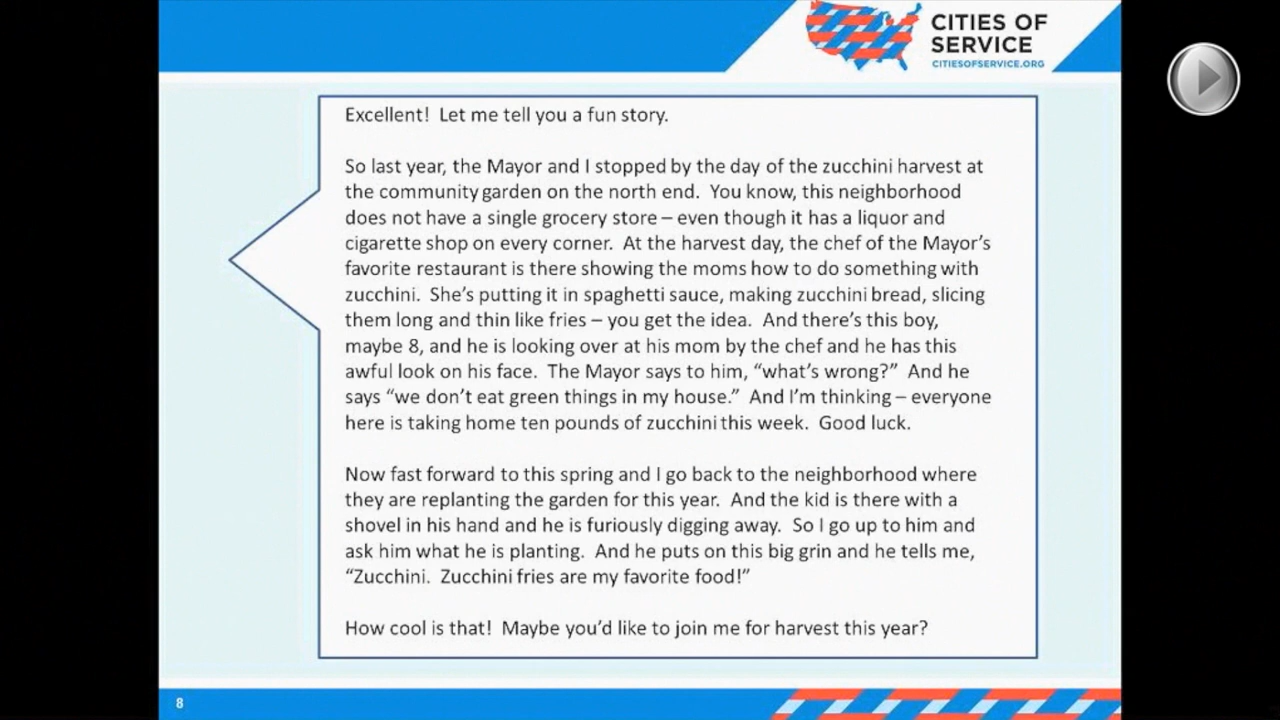 CITIES OF
SERVICE
CITIESOFSERVICE.ORG
Excellent!  Let me tell you a fun story.
So last year, the Mayor and I stopped by the day of the zucchini harvest at
the community garden on the north end.  You know, this neighborhood
does not have a single grocery store – even though it has a liquor and
cigarette shop on every corner.  At the harvest day, the chef of the Mayor’s
favorite restaurant is there showing the moms how to do something with
zucchini.  She’s putting it in spaghetti sauce, making zucchini bread, slicing
them long and thin like fries – you get the idea.  And there’s this boy,
maybe 8, and he is looking over at his mom by the chef and he has this
awful look on his face.  The Mayor says to him, “what’s wrong?”  And he
says “we don’t eat green things in my house.”  And I’m thinking – everyone
here is taking home ten pounds of zucchini this week.  Good luck.
Now fast forward to this spring and I go back to the neighborhood where
they are replanting the garden for this year.  And the kid is there with a
shovel in his hand and he is furiously digging away.  So I go up to him and
ask him what he is planting.  And he puts on this big grin and he tells me,
“Zucchini.  Zucchini fries are my favorite food!”
How cool is that!  Maybe you’d like to join me for harvest this year?
8